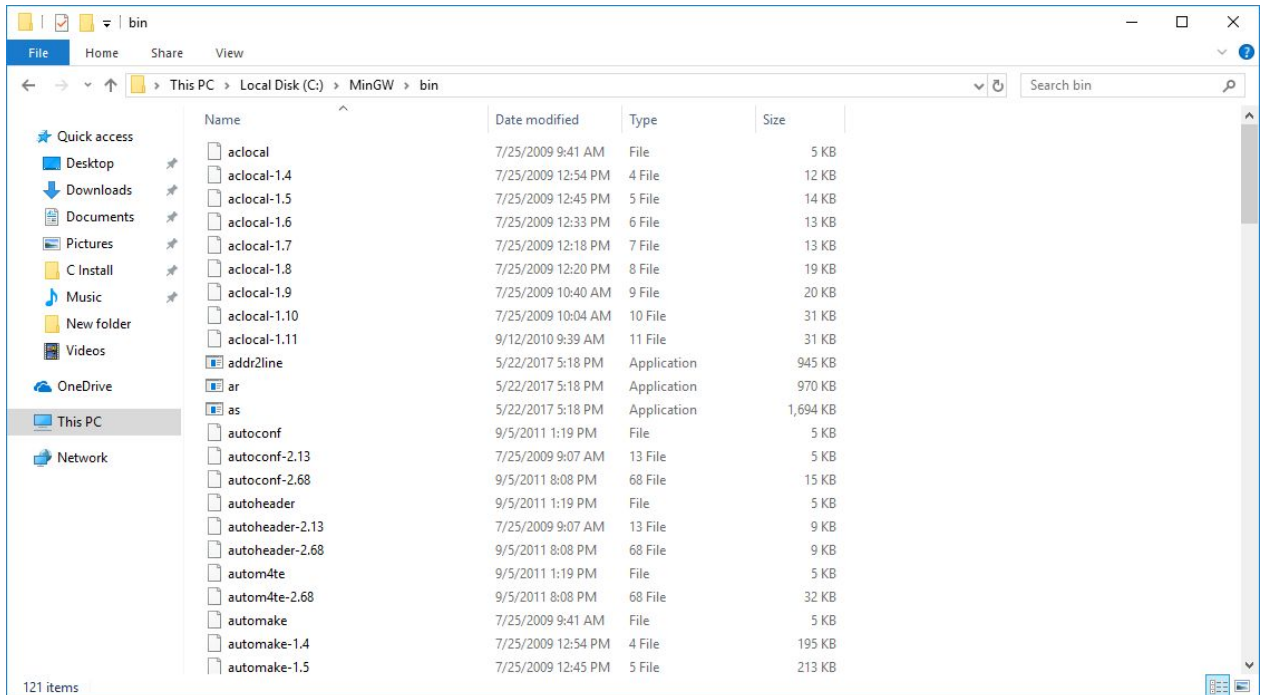 bin
File Home Share View
This PC > Local Disk (C:) > MinGW > bin
Search bin
Quick access
Desktop
Downloads
Documents
Pictures
C Install
Music
New folder
Videos
OneDrive
This PC
Network
Name Date modified Type Size
aclocal 7/25/2009 9:41 AM File 5 KB
aclocal-1.4 7/25/2009 12:54 PM 4 File 12 KB
aclocal-1.5 7/25/2009 12:45 PM 5 File 14 KB
aclocal-1.6 7/25/2009 12:33 PM 6 File 13 KB
aclocal-1.7 7/25/2009 12:18 PM 7 File 13 KB
aclocal-1.8 7/25/2009 12:20 PM 8 File 19 KB
aclocal-1.9 7/25/2009 10:40 AM 9 File 20 KB
aclocal-1.10 7/25/2009 10:04 AM 10 File 31 KB
aclocal-1.11 9/12/2010 9:39 AM 11 File 31 KB
addr2line 5/22/2017 5:18 PM Application 945 KB
ar 5/22/2017 5:18 PM Application 970 KB
as 5/22/2017 5:18 PM Application 1,694 KB
autoconf 9/5/2011 1:19 PM File 5 KB
autoconf-2.13 7/25/2009 9:07 AM 13 File 5 KB
autoconf-2.68 9/5/2011 8:08 PM 68 File 15 KB
autoheader 9/5/2011 1:19 PM File 5 KB
autoheader-2.13 7/25/2009 9:07 AM 13 File 9 KB
autoheader-2.68 9/5/2011 8:08 PM 68 File 9 KB
autom4te 9/5/2011 1:19 PM File 5 KB
autom4te-2.68 9/5/2011 8:08 PM 68 File 32 KB
automake 7/25/2009 9:41 AM File 5 KB
automake-1.4 7/25/2009 12:54 PM 4 File 195 KB
automake-1.5 7/25/2009 12:45 PM 5 File 213 KB
121 items